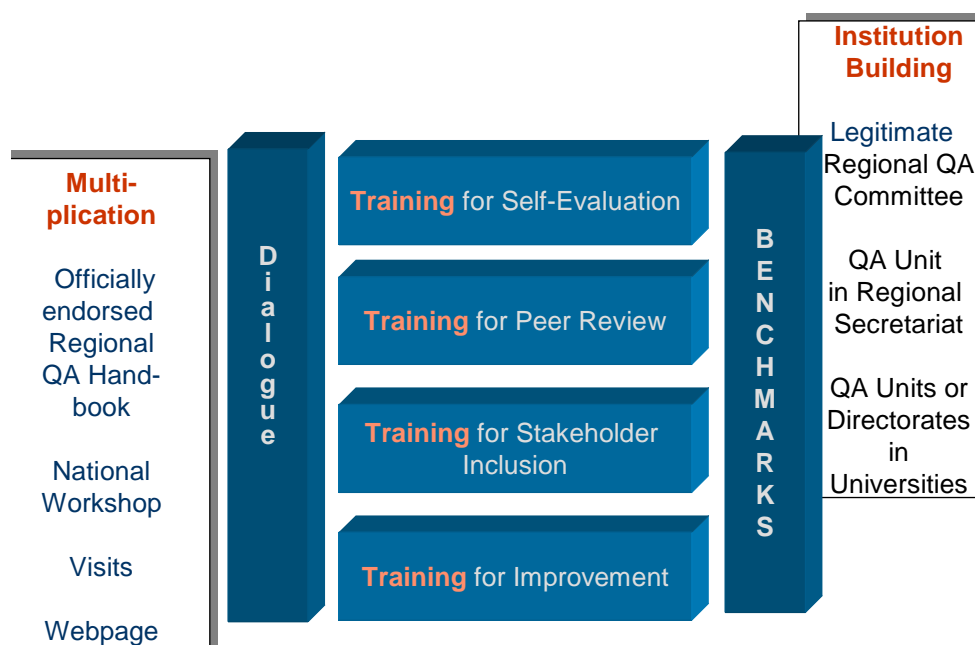 Multi-
plication
Officially
endorsed
Regional
QA Hand-
book
National
Workshop
Visits
Webpage
Dialogue
Training for Self-Evaluation
Training for Peer Review
Training for Stakeholder
Inclusion
Training for Improvement
BENCHMARKS
Institution
Building
Legitimate
Regional QA
Committee
QA Unit
in Regional
Secretariat
QA Units or
Directorates
in
Universities